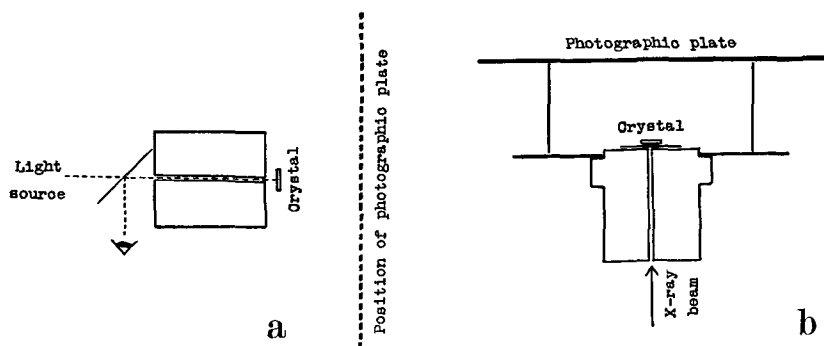 Light
source
Crystal
a
Position of photographic plate
Photographic plate
Crystal
X-ray
beam
b